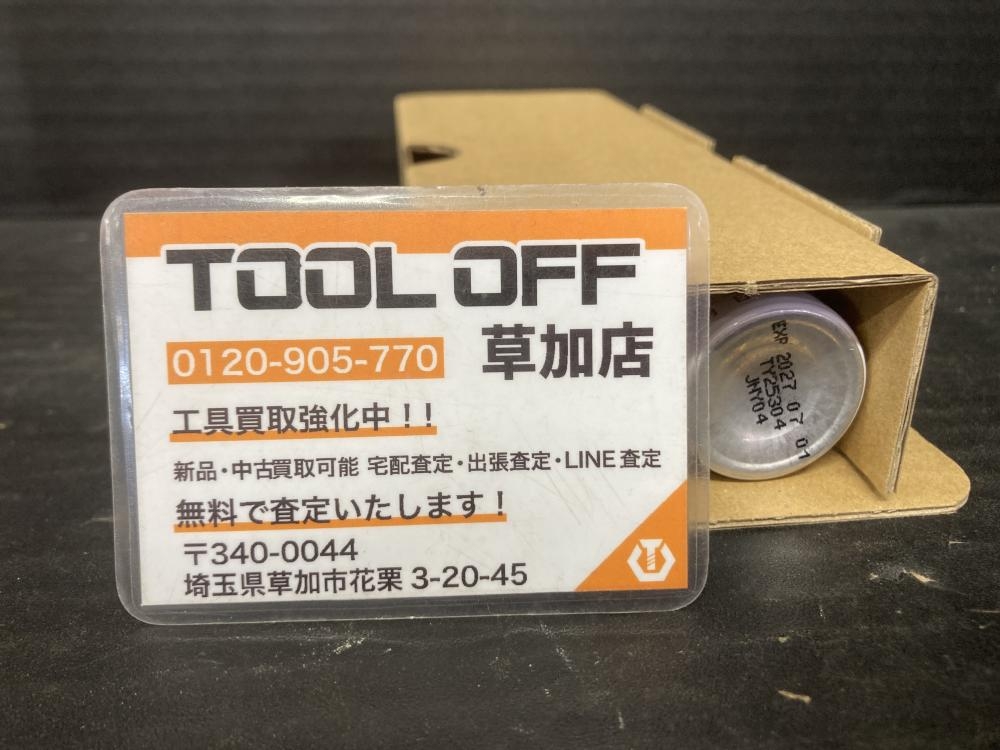 TOOL OFF
草加店
0120-905-770
工具買取強化中！！
新品・中古買取可能 宅配査定・出張査定・LINE査定
無料で査定いたします！
〒340-0044
埼玉県草加市花栗 3-20-45
EXP 2027 07 01
TY25304
JNY04